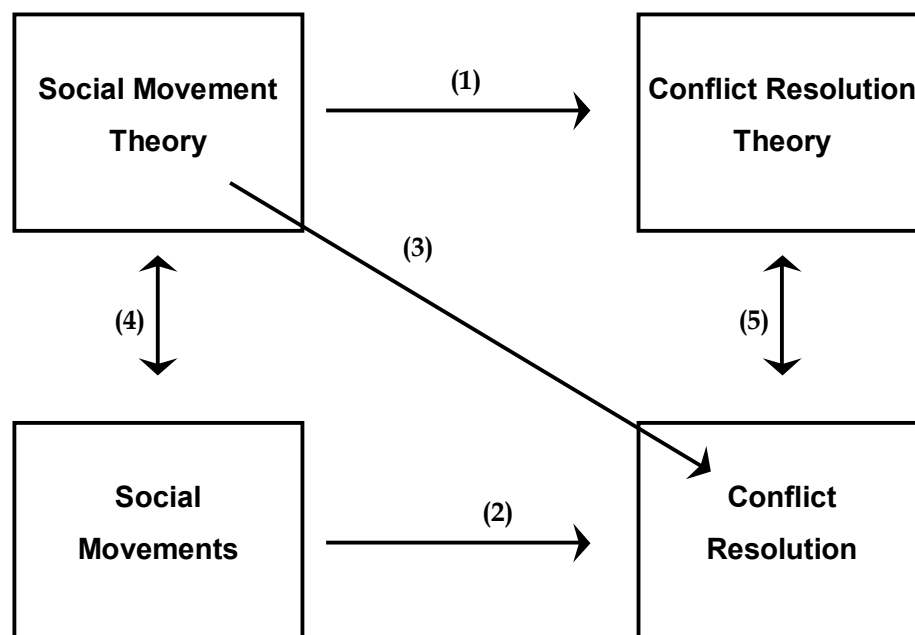 Social Movement
Theory
(1)
Conflict Resolution
Theory
(3)
(4)
(5)
Social
Movements
(2)
Conflict
Resolution